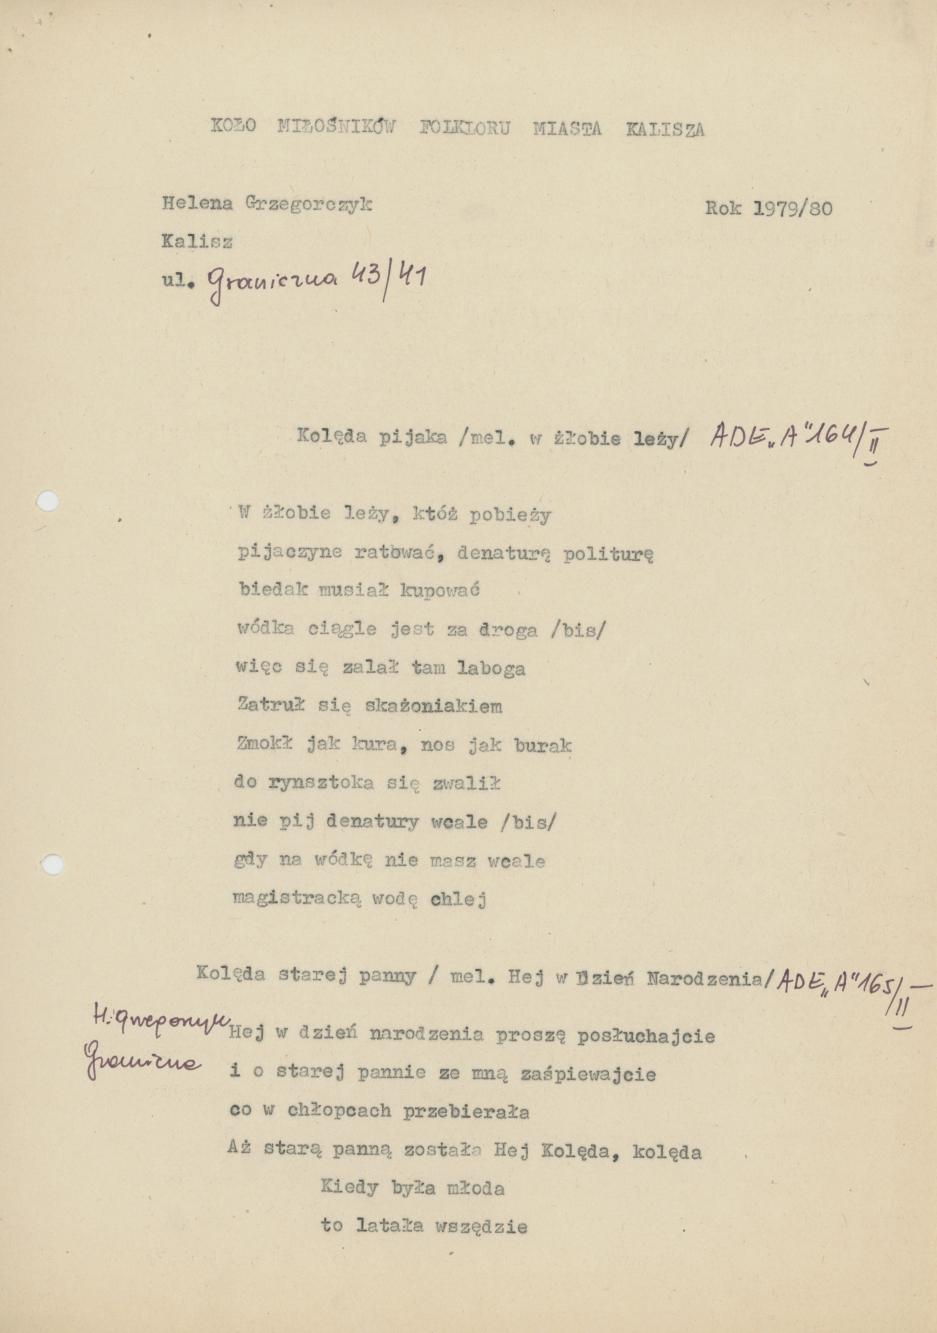 KOŁO MIŁOŚNIKÓW FOLKLORU MIASTA KALISZA
Helena Grzegorczyk Rok 1979/80
Kalisz
ul. Graniczna 43/41
Kolęda pijaka /mel. w żłobie leży/ ADE „A" 164/II
W żłobie leży, któż pobieży
pijaczyne ratować, denaturę politurę
biedak musiał kupować
wódka ciągle jest za droga /bis/
więc się zalał tam laboga
Zatruł się skażoniakiem
Zmokł jak kura, nos jak burak
do rynsztoka się zwalił
nie pij denatury wcale /bis/
gdy na wódkę nie masz wcale
magistracką wodę chlej
Kolęda starej panny / mel. Hej w Dzień Narodzenia/ ADE „A" 165/II
H.
Hej w dzień narodzenia proszę posłuchajcie
Graniczna
i o starej pannie ze mną zaśpiewajcie
co w chłopcach przebierała
Aż starą panną została Hej Kolęda, kolęda
Kiedy była młoda
to latała wszędzie